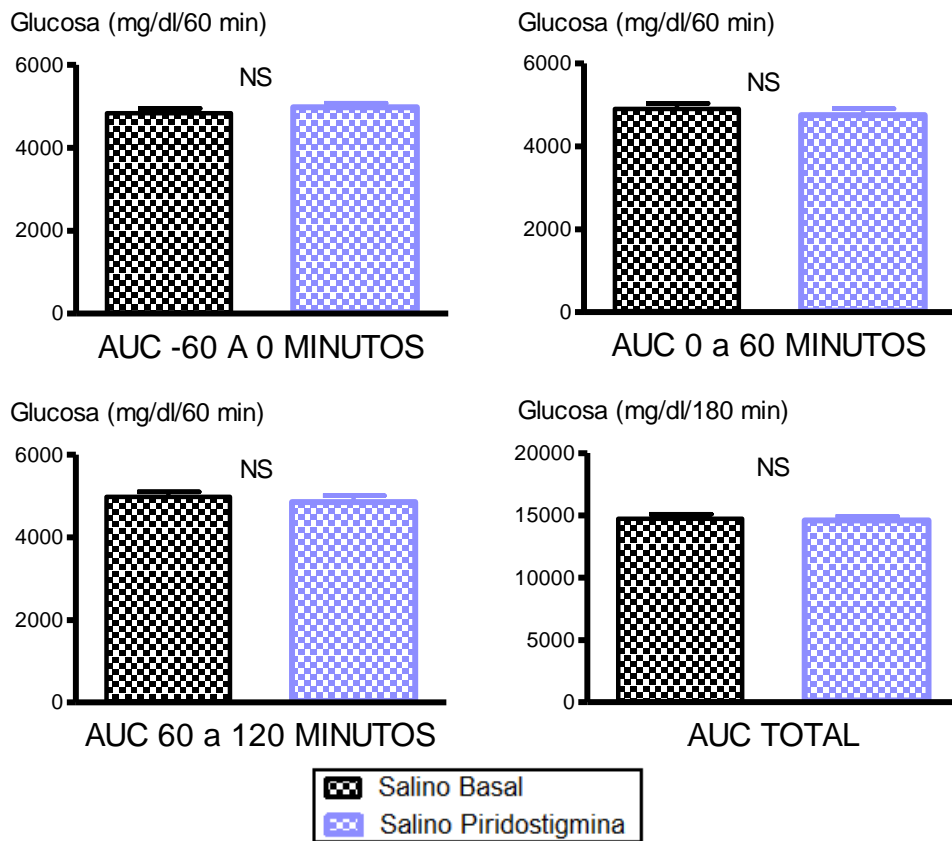 Glucosa (mg/dl/60 min)
6000
4000
2000
0
NS
AUC -60 A 0 MINUTOS
Glucosa (mg/dl/60 min)
6000
4000
2000
0
NS
AUC 0 a 60 MINUTOS
Glucosa (mg/dl/60 min)
6000
4000
2000
0
NS
AUC 60 a 120 MINUTOS
Glucosa (mg/dl/180 min)
20000
15000
10000
5000
0
NS
AUC TOTAL
Salino Basal
Salino Piridostigmina